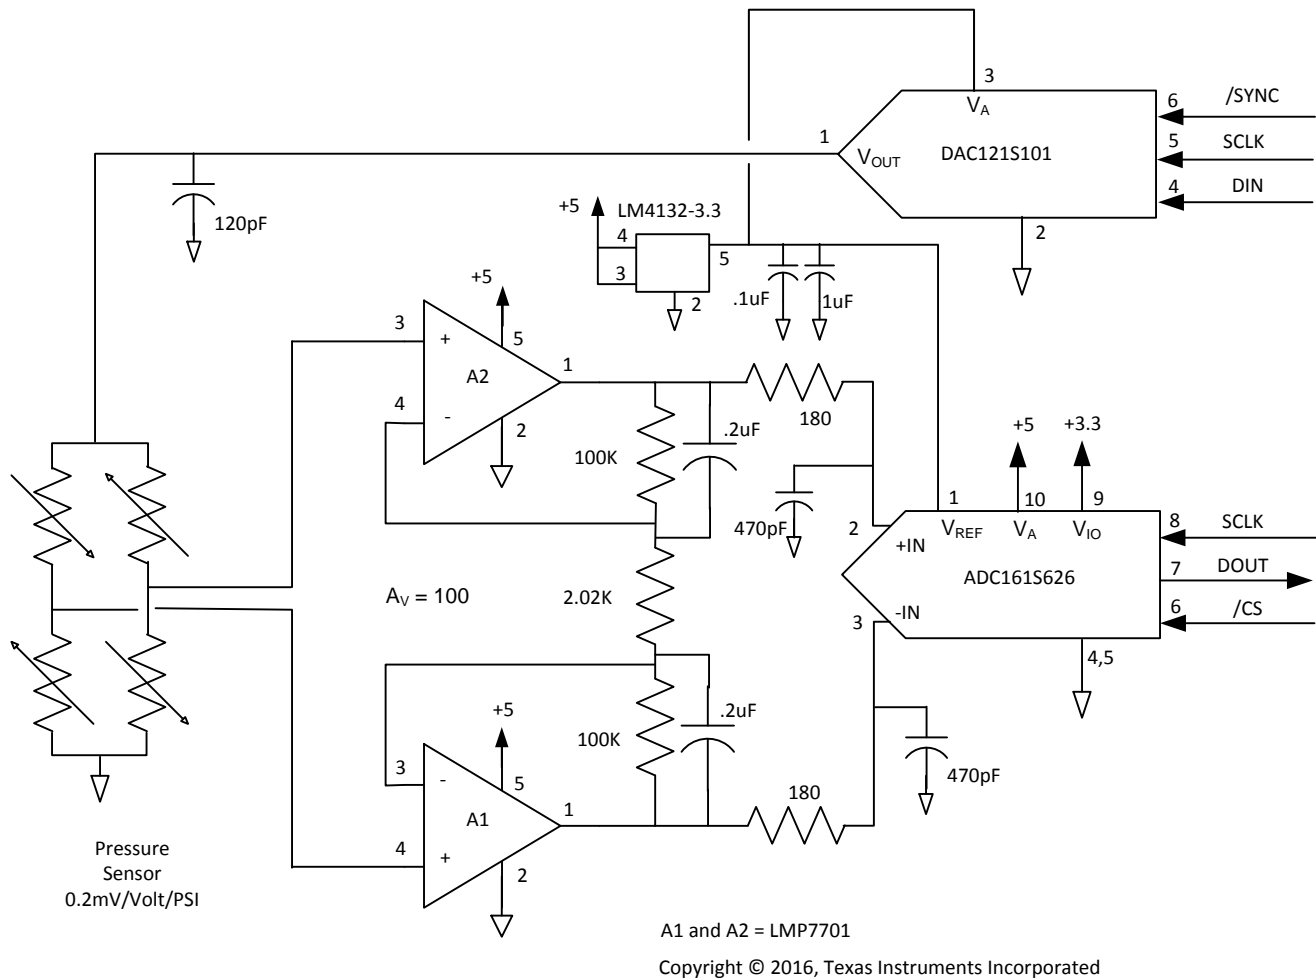 3
V_A
6
/SYNC
1
V_OUT
DAC121S101
5
SCLK
4
DIN
120pF
+5
LM4132-3.3
4
5
3
2
2
.1uF
1uF
+5
3
+
5
A2
1
4
-
2
180
.2uF
100K
470pF
+5
+3.3
1
10
9
2
+IN
V_REF
V_A
V_IO
8
SCLK
ADC161S626
7
DOUT
-IN
3
6
/CS
4,5
A_V = 100
2.02K
+5
.2uF
100K
3
-
5
A1
1
180
470pF
4
+
2
Pressure
Sensor
0.2mV/Volt/PSI
A1 and A2 = LMP7701
Copyright © 2016, Texas Instruments Incorporated